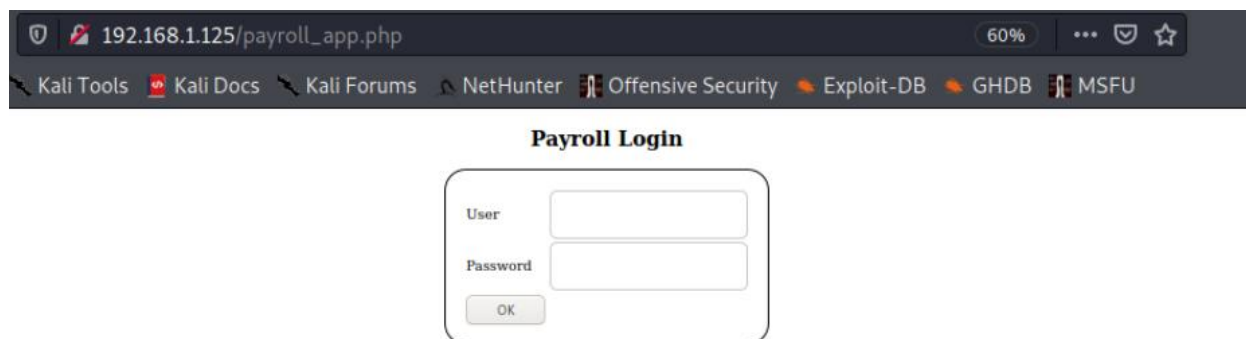 192.168.1.125/payroll_app.php 60%
Kali Tools Kali Docs Kali Forums NetHunter Offensive Security Exploit-DB GHDB MSFU
Payroll Login
User
Password
OK